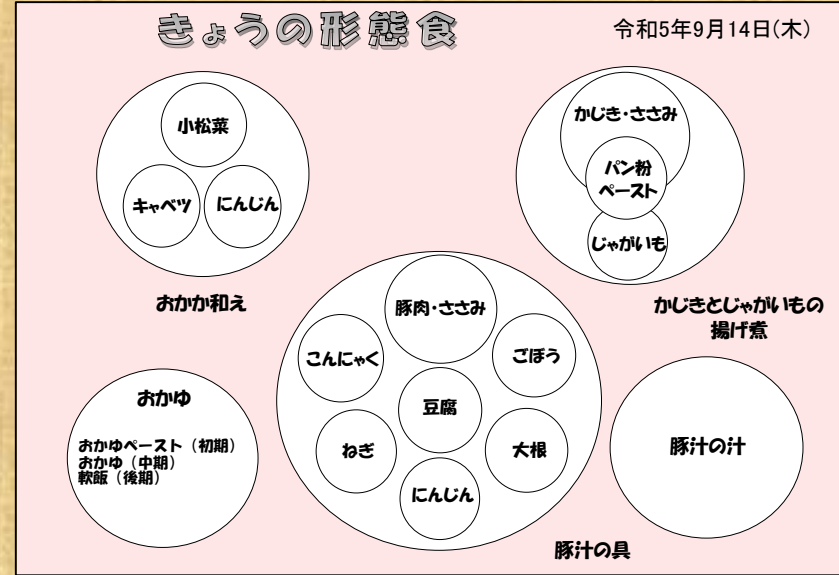 きょうの形態食
令和5年9月14日(木)
小松菜
キャベツ
にんじん
おかか和え
かじき・ささみ
パン粉
ペースト
じゃがいも
かじきとじゃがいもの
揚げ煮
おかゆ
おかゆペースト（初期）
おかゆ（中期）
軟飯（後期）
豚肉・ささみ
こんにゃく
ごぼう
豆腐
ねぎ
大根
にんじん
豚汁の具
豚汁の汁